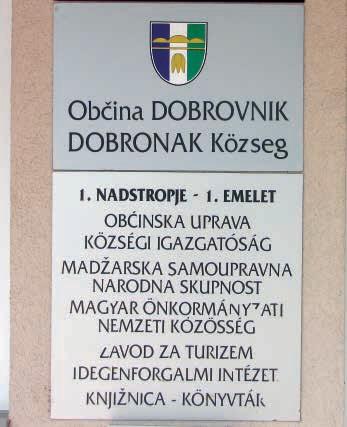 Občina DOBROVNIK
DOBRONAK Község
1. NADSTROPJE - 1. EMELET
OBČINSKA UPRAVA
KÖZSÉGI IGAZGATÓSÁG
MADŽARSKA SAMOUPRAVNA
NARODNA SKUPNOST
MAGYAR ÖNKORMÁNYZATI
NEMZETI KÖZÖSSÉG
ZAVOD ZA TURIZEM
IDEGENFORGALMI INTÉZET
KNJIŽNICA - KÖNYVTÁR